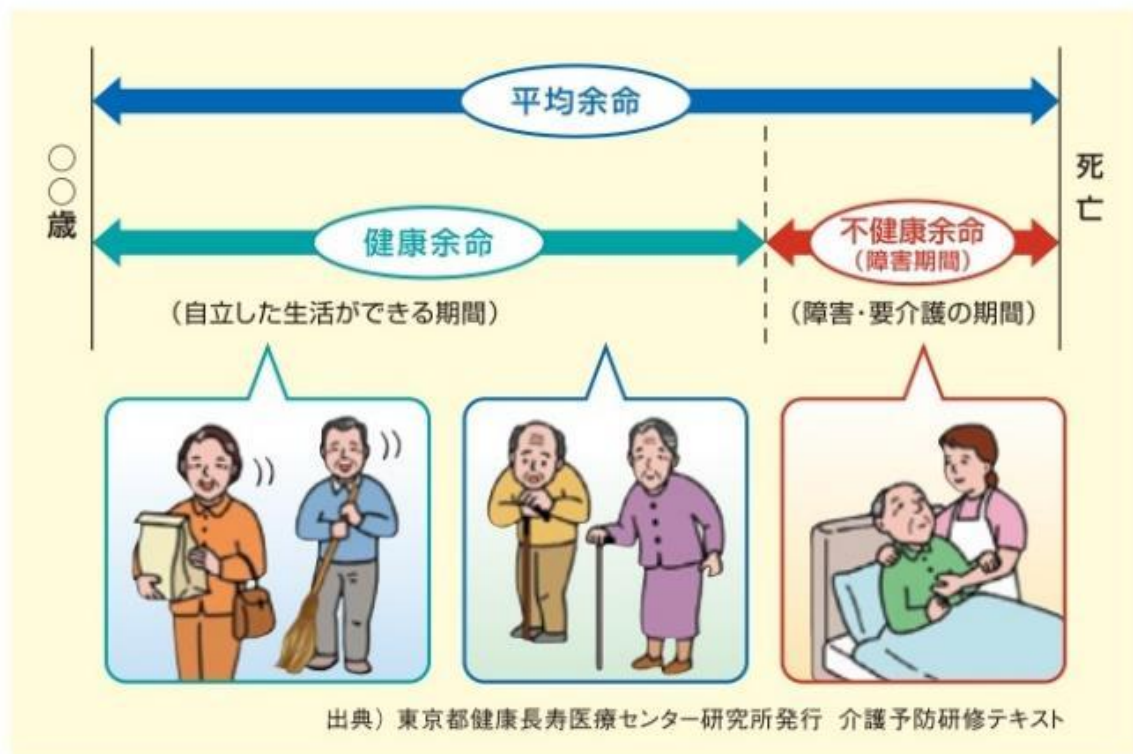 平均余命
○○歳
死亡
健康余命
不健康余命
(障害期間)
(自立した生活ができる期間)
(障害・要介護の期間)
出典) 東京都健康長寿医療センター研究所発行 介護予防研修テキスト